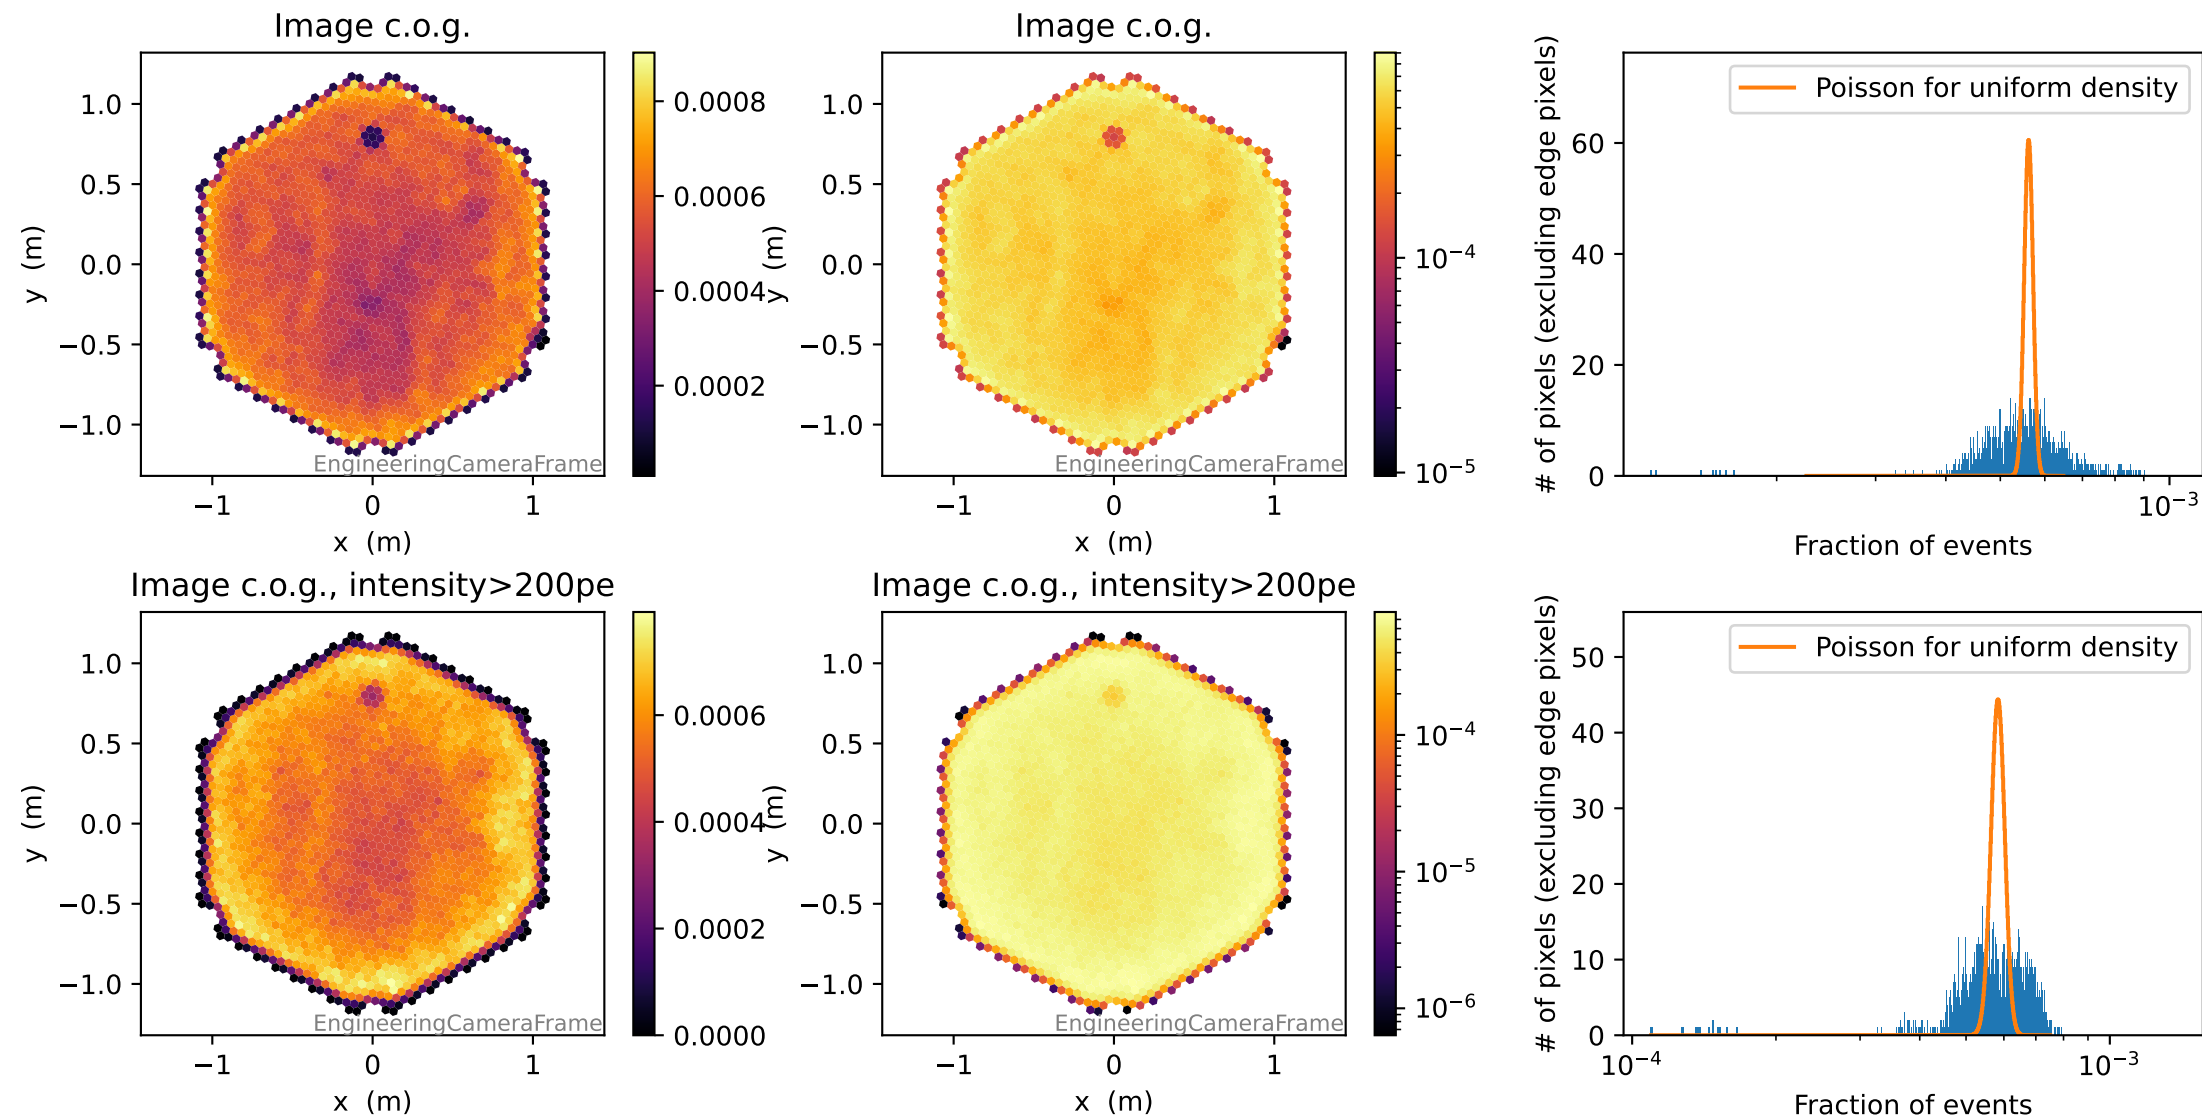 Image c.o.g.
1.0
0.5
0.0
−0.5
−1.0
y (m)
−1
0
1
x (m)
EngineeringCameraFrame
0.0008
0.0006
0.0004
0.0002
Image c.o.g.
1.0
0.5
0.0
−0.5
−1.0
y (m)
−1
0
1
x (m)
EngineeringCameraFrame
10−4
10−5
# of pixels (excluding edge pixels)
60
40
20
0
Poisson for uniform density
10−3
Fraction of events
Image c.o.g., intensity>200pe
1.0
0.5
0.0
−0.5
−1.0
y (m)
−1
0
1
x (m)
EngineeringCameraFrame
0.0006
0.0004
0.0002
0.0000
Image c.o.g., intensity>200pe
1.0
0.5
0.0
−0.5
−1.0
y (m)
−1
0
1
x (m)
EngineeringCameraFrame
10−4
10−5
10−6
# of pixels (excluding edge pixels)
50
40
30
20
10
0
Poisson for uniform density
10−4
10−3
Fraction of events